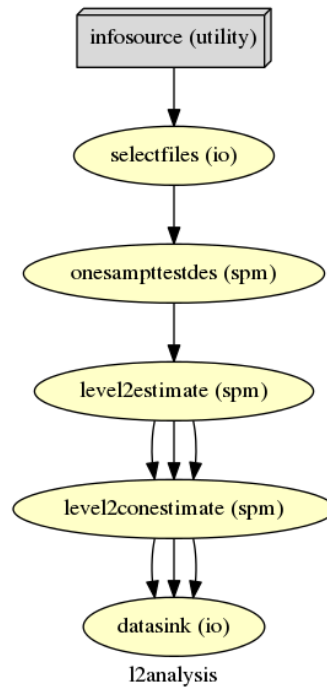 infosource (utility)
selectfiles (io)
onesampttestdes (spm)
level2estimate (spm)
level2conestimate (spm)
datasink (io)
l2analysis